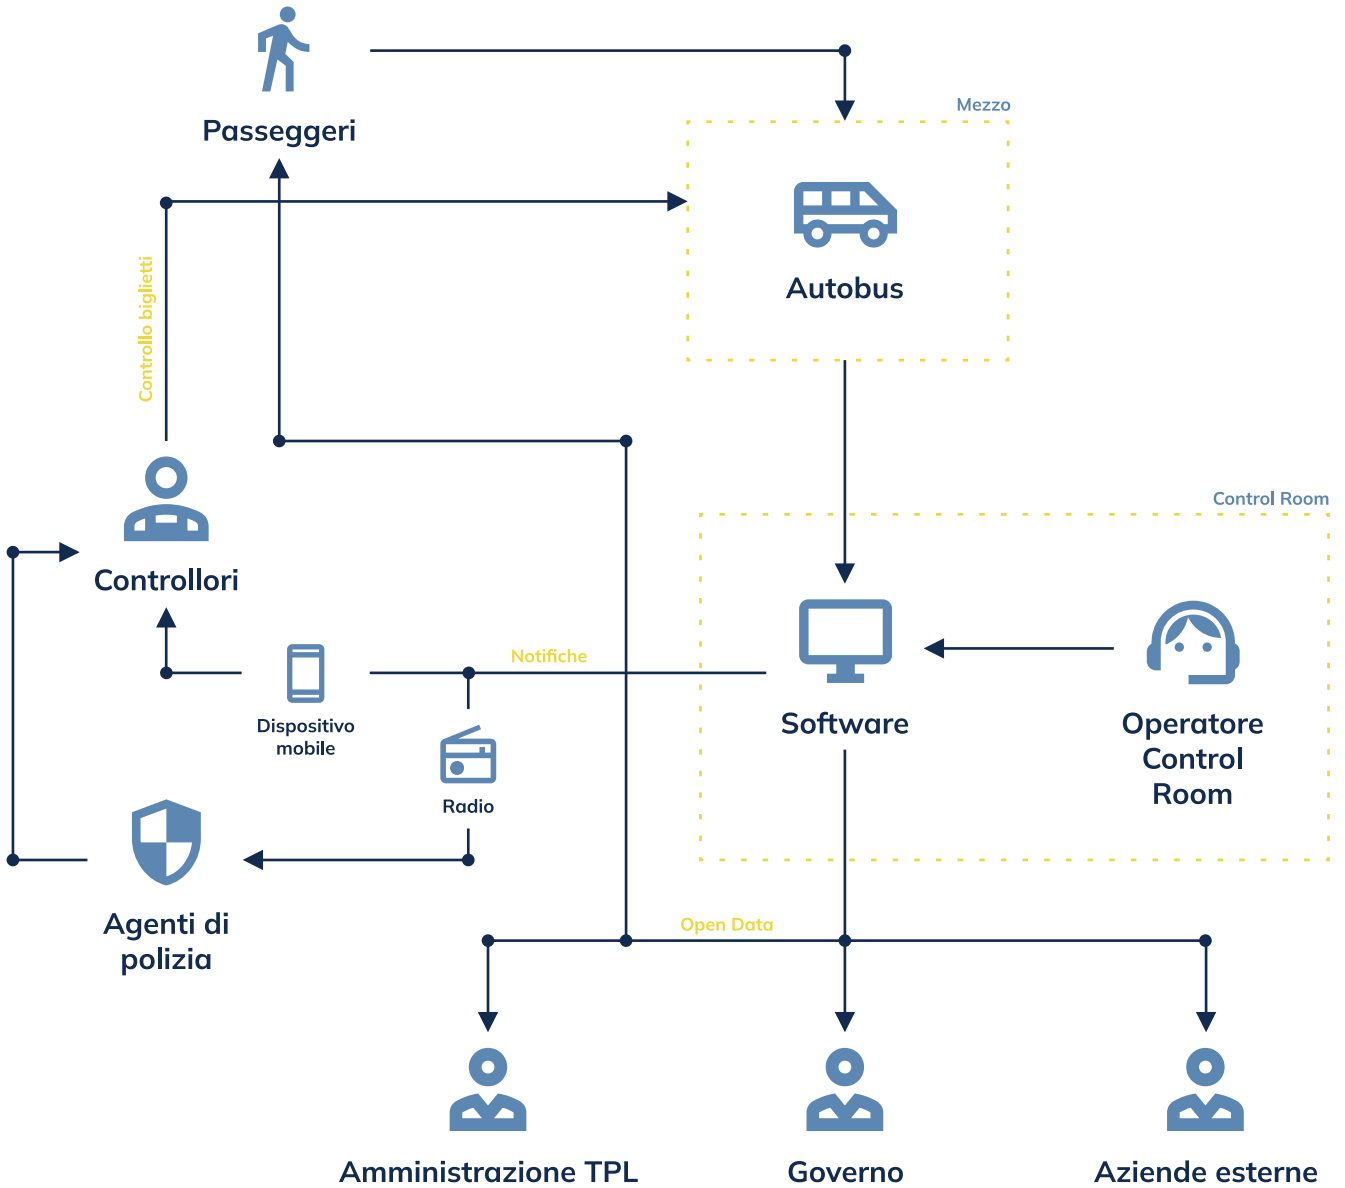 Passeggeri
Mezzo
Autobus
Controllo biglietti
Control Room
Controllori
Notifiche
Dispositivo
mobile
Radio
Software
Operatore
Control
Room
Agenti di
polizia
Open Data
Amministrazione TPL
Governo
Aziende esterne